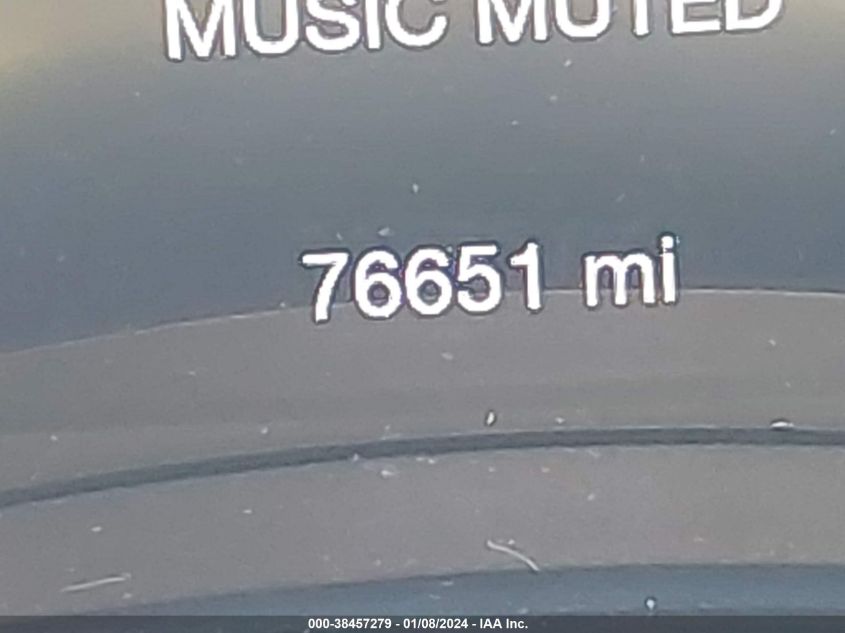 MUSIC MUTED
76651 mi
000-38457279 - 01/08/2024 - IAA Inc.